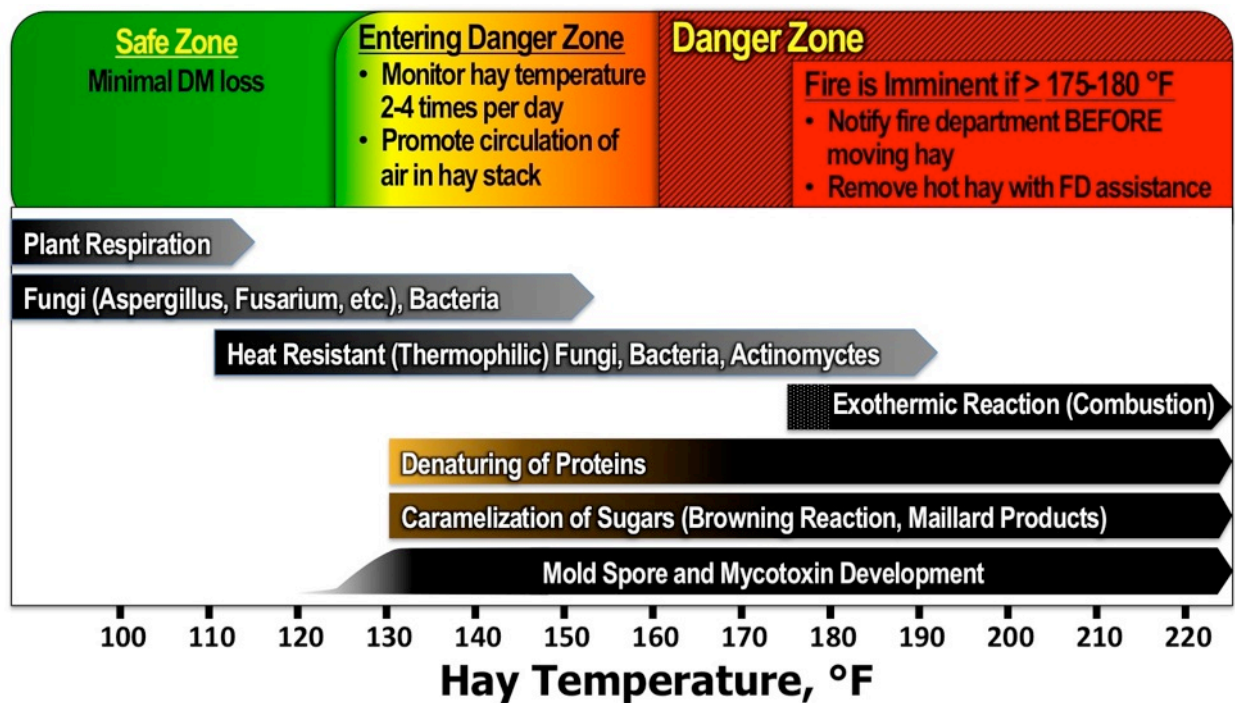 Safe Zone
Minimal DM loss
Entering Danger Zone
• Monitor hay temperature
2-4 times per day
• Promote circulation of
air in hay stack
Danger Zone
Fire is Imminent if > 175-180 °F
• Notify fire department BEFORE
moving hay
• Remove hot hay with FD assistance
Plant Respiration
Fungi (Aspergillus, Fusarium, etc.), Bacteria
Heat Resistant (Thermophilic) Fungi, Bacteria, Actinomyctes
Exothermic Reaction (Combustion)
Denaturing of Proteins
Caramelization of Sugars (Browning Reaction, Maillard Products)
Mold Spore and Mycotoxin Development
100 110 120 130 140 150 160 170 180 190 200 210 220
Hay Temperature, °F